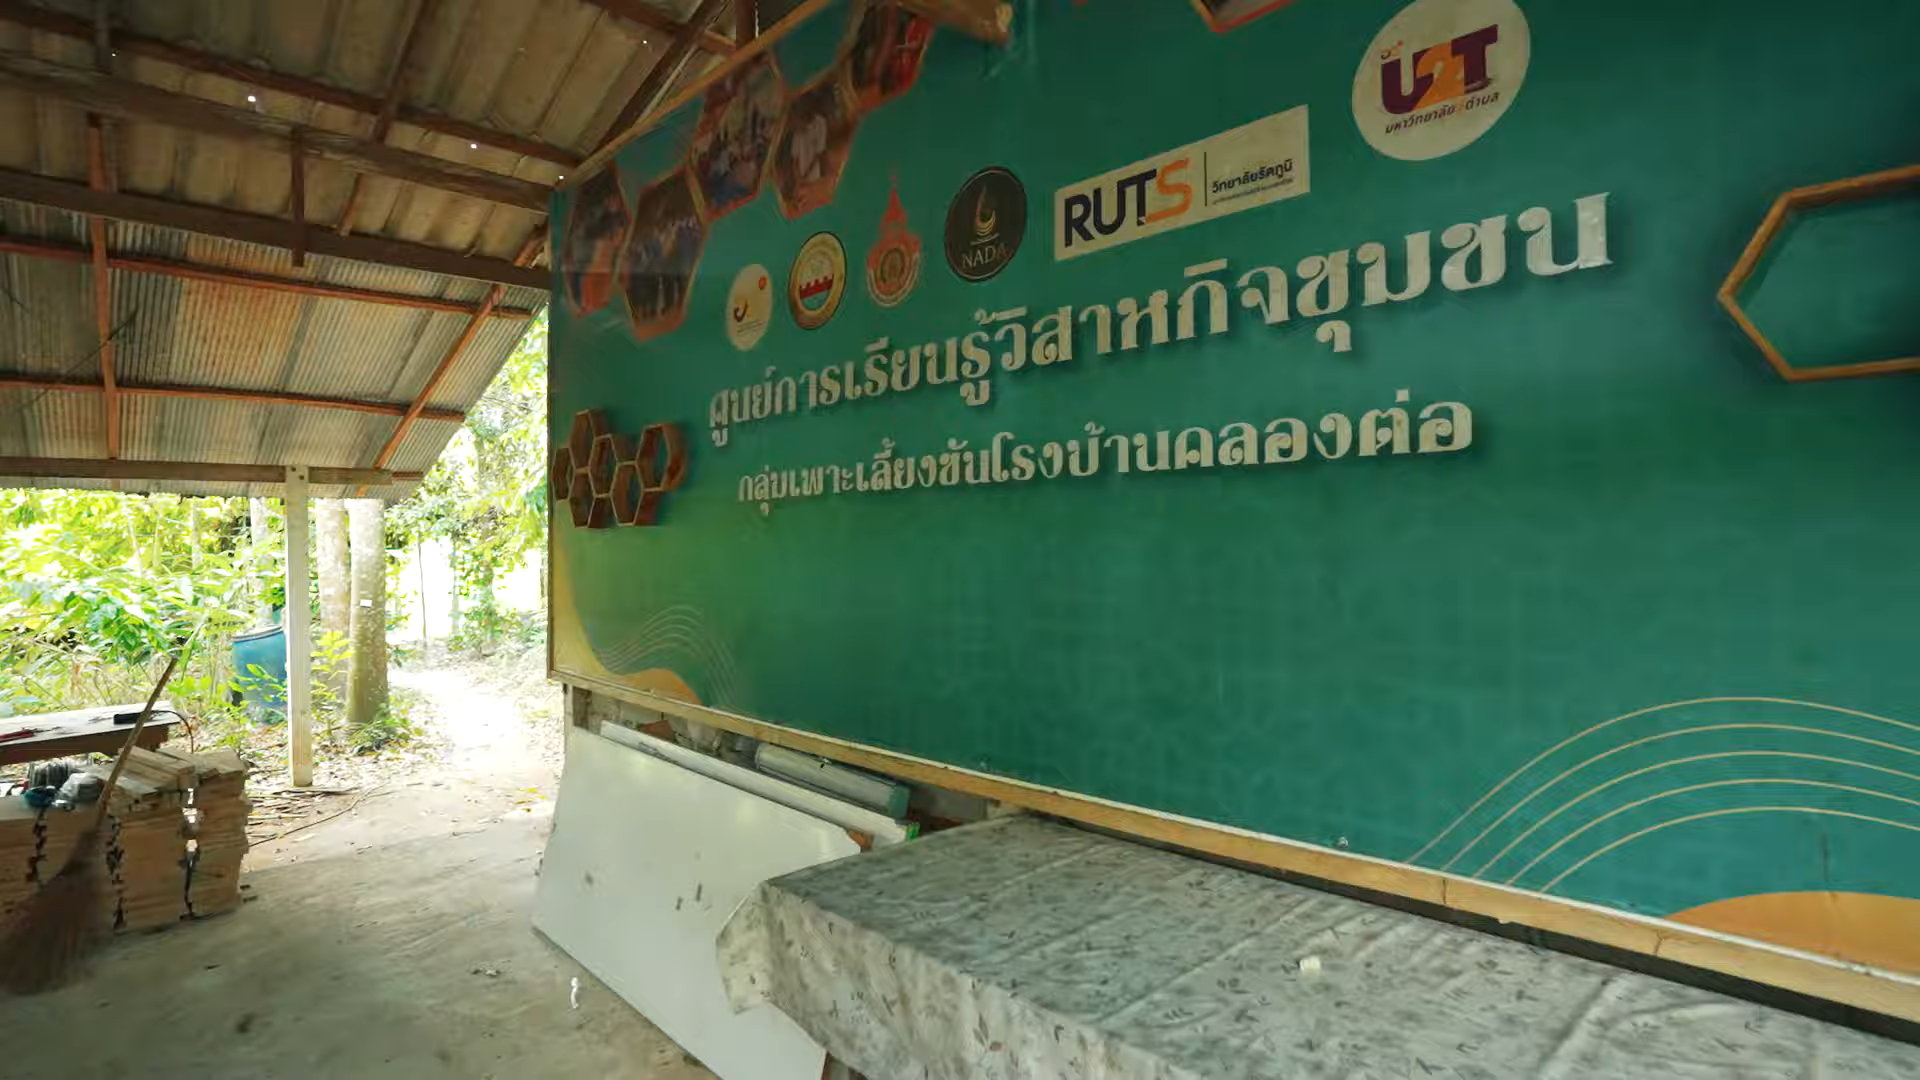 U2T
มหาวิทยาลัยสู่ตำบล
RUTS
วิทยาลัยรัตภูมิ
NADA
ศูนย์การเรียนรู้วิสาหกิจชุมชน
กลุ่มเพาะเลี้ยงชันโรงบ้านคลองต่อ